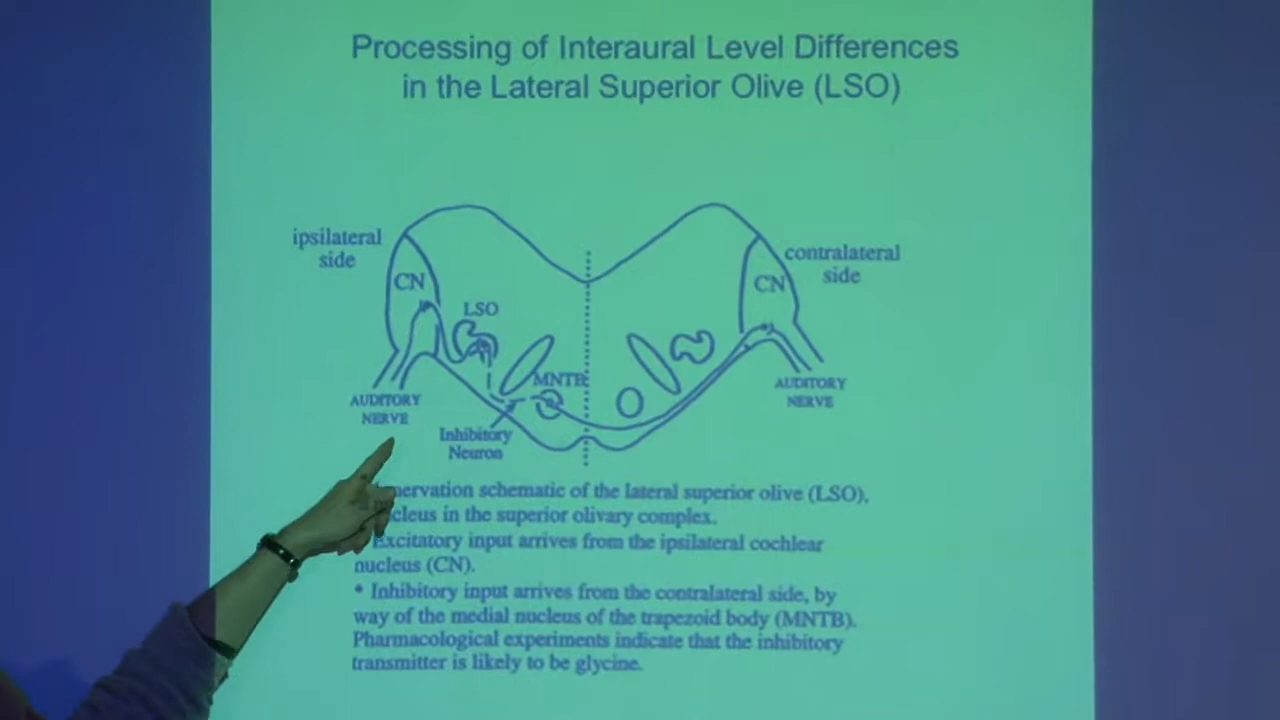 Processing of Interaural Level Differences
in the Lateral Superior Olive (LSO)
ipsilateral
side
contralateral
side
CN
CN
LSO
MNTB
AUDITORY
NERVE
AUDITORY
NERVE
Inhibitory
Neuron
schematic of the lateral superior olive (LSO),
in the superior olivary complex.
Excitatory input arrives from the ipsilateral cochlear
nucleus (CN).
• Inhibitory input arrives from the contralateral side, by
way of the medial nucleus of the trapezoid body (MNTB).
Pharmacological experiments indicate that the inhibitory
transmitter is likely to be glycine.